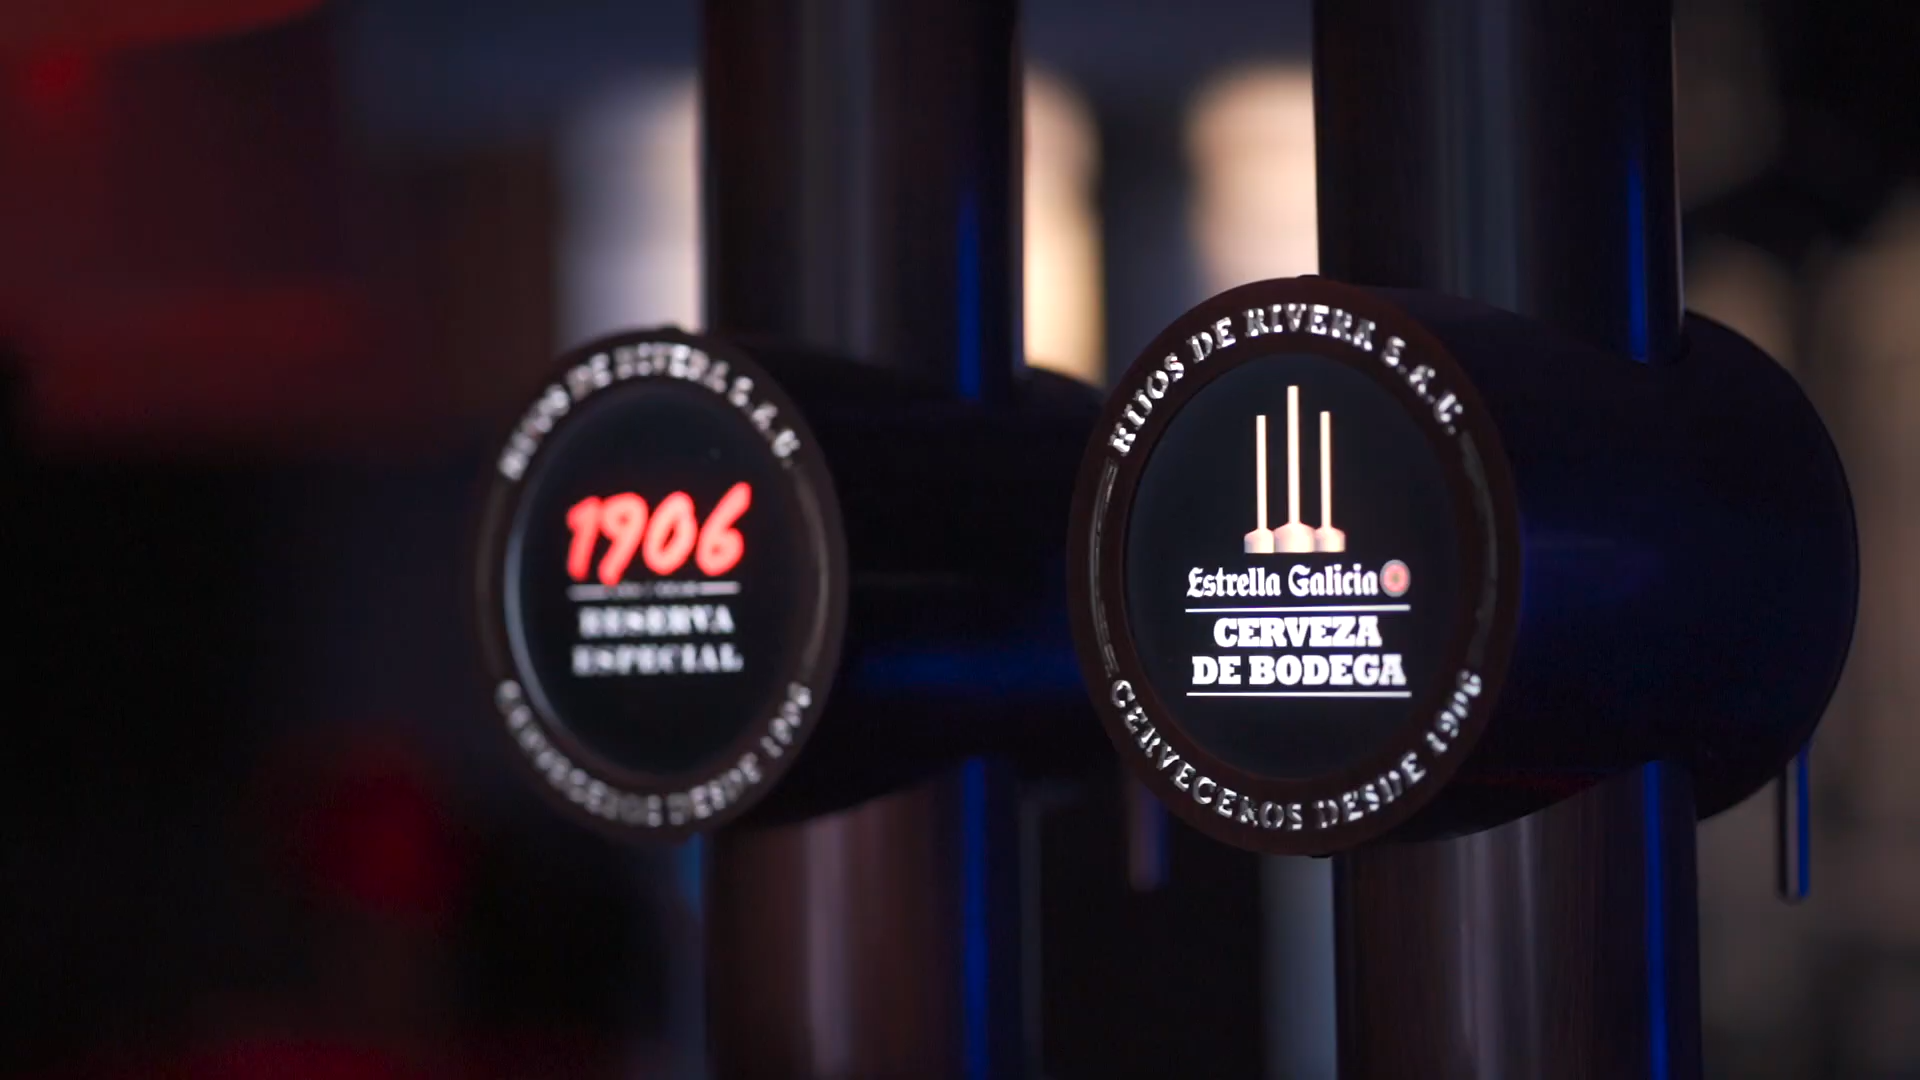 HIJOS DE RIVERA S.A.U.
1906
RESERVA
ESPECIAL
CERVECEROS DESDE 1906
HIJOS DE RIVERA S.A.U.
Estrella Galicia
CERVEZA
DE BODEGA
CERVECEROS DESDE 1906